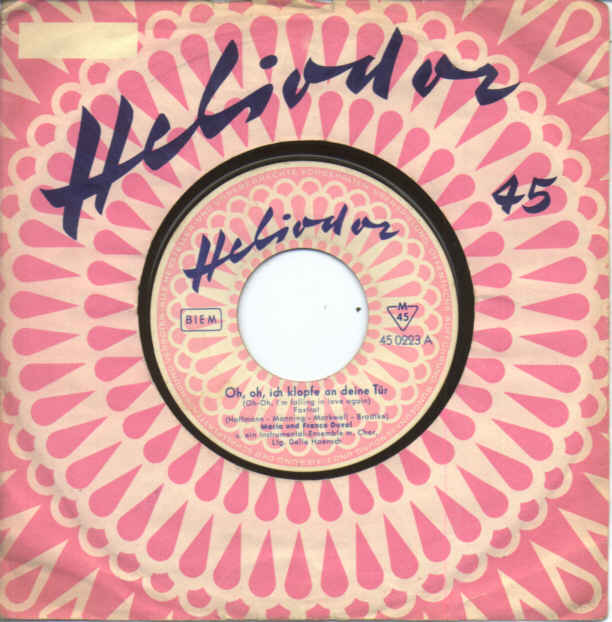 Heliodor
45
Heliodor
BIEM
M
45
45 0223 A
Oh, oh, ich klopfe an deine Tür
(Oh-Oh, I'm falling in love again)
Foxtrot
(Hoffmann - Manning - Markwell - Bradtke)
Maria und Franco Duval
u. ein Instrumental-Ensemble m. Chor,
Ltg. Delle Haensch